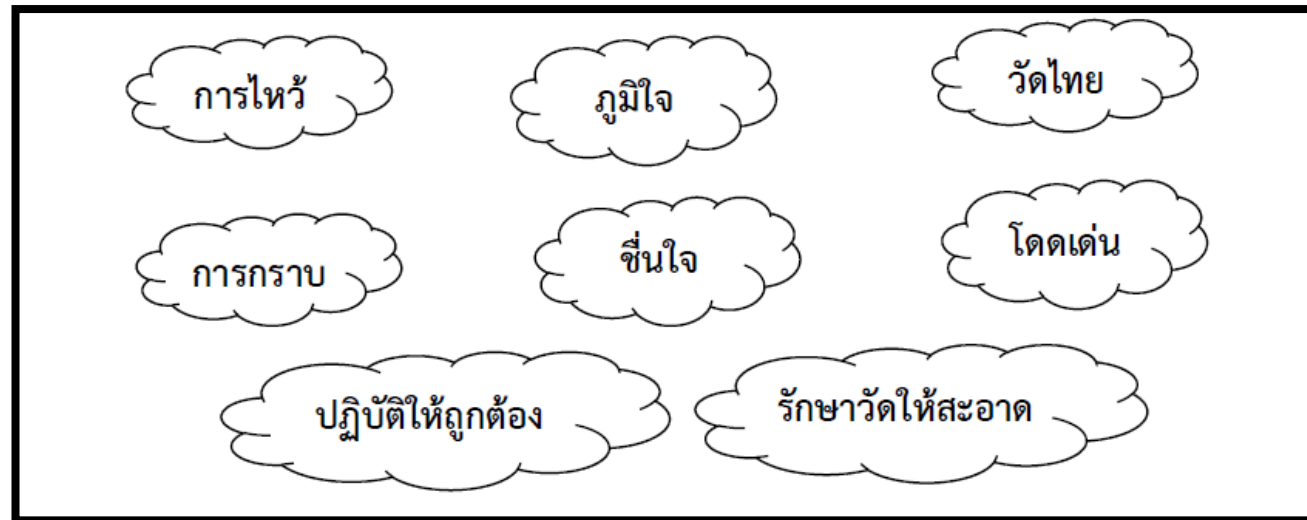 การไหว้
ภูมิใจ
วัดไทย
การกราบ
ชื่นใจ
โดดเด่น
ปฏิบัติให้ถูกต้อง
รักษาวัดให้สะอาด